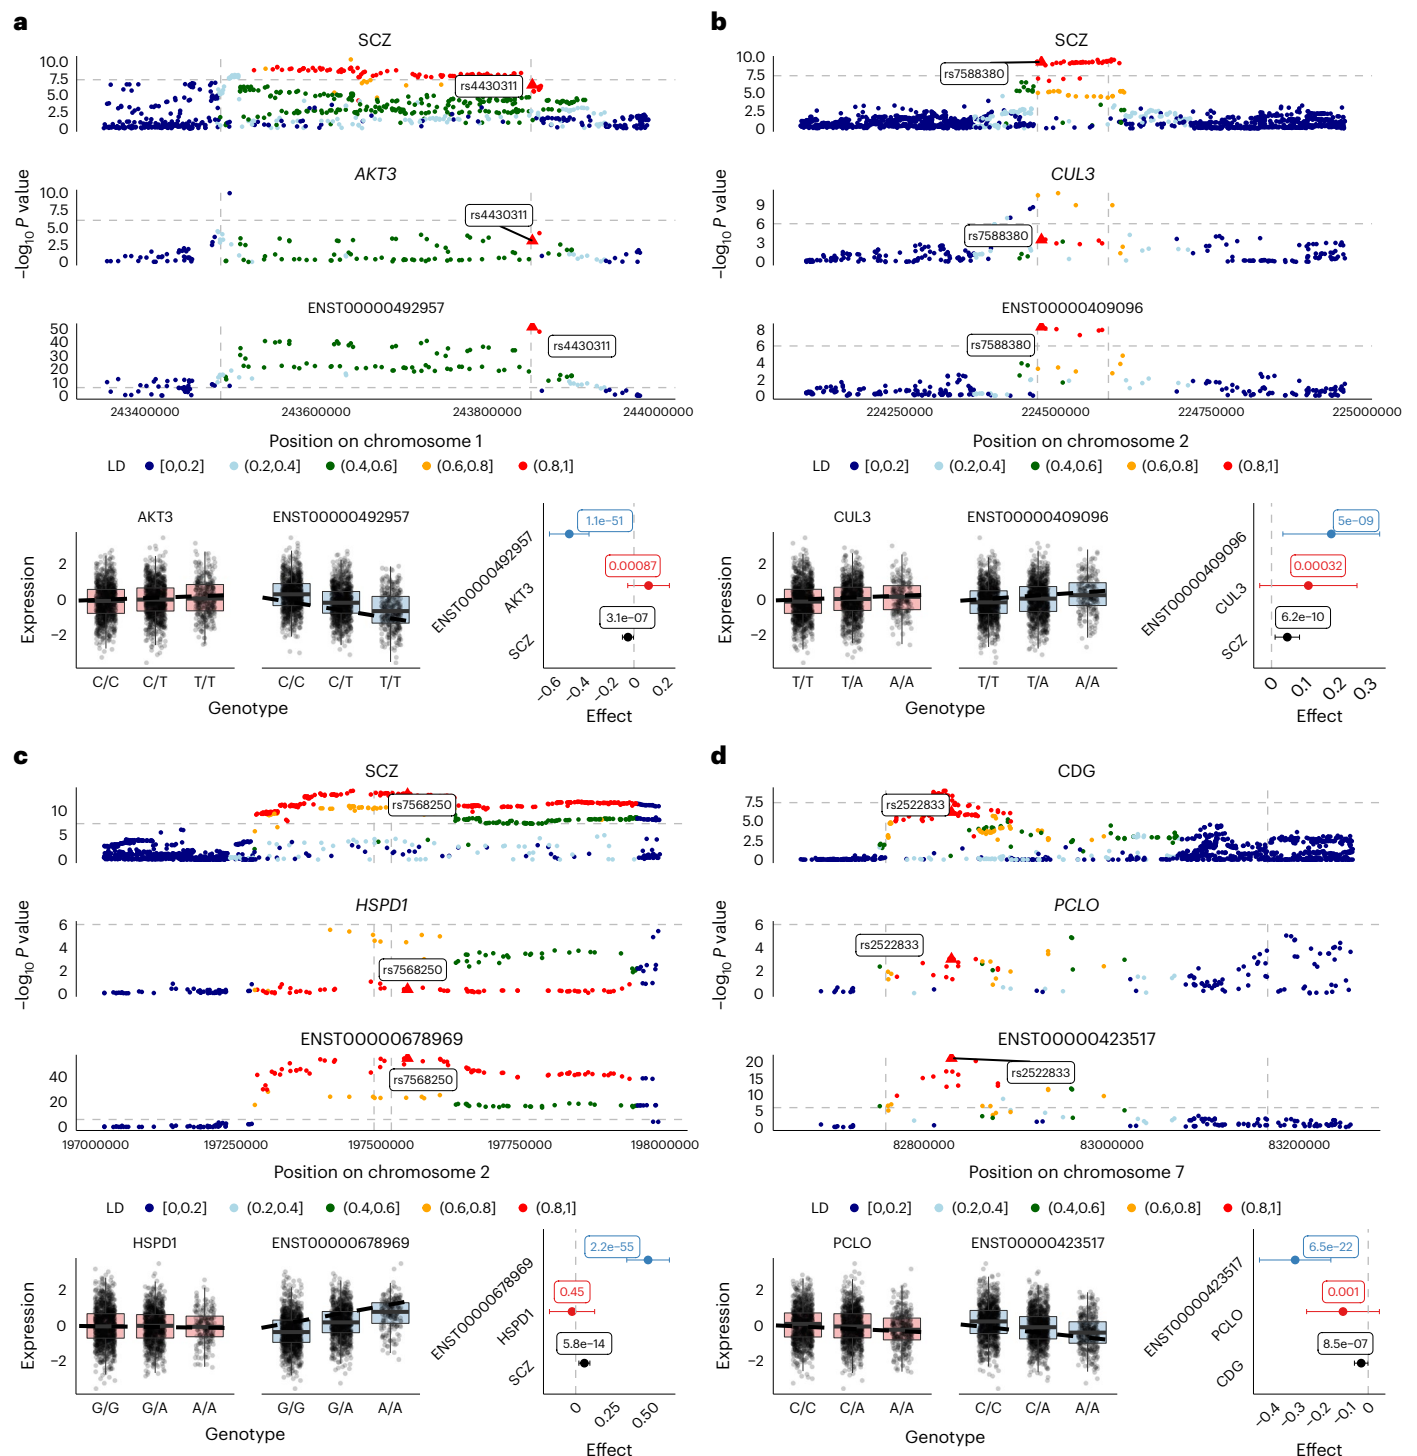 a
SCZ
10.0
7.5
5.0
2.5
0
rs4430311
AKT3
10.0
7.5
5.0
2.5
0
rs4430311
−log10 P value
ENST00000492957
50
40
30
20
10
0
rs4430311
243400000 243600000 243800000 244000000
Position on chromosome 1
LD [0,0.2] (0.2,0.4] (0.4,0.6] (0.6,0.8] (0.8,1]
AKT3 ENST00000492957
Expression
2
0
−2
C/C C/T T/T C/C C/T T/T
Genotype
ENST00000492957
AKT3
SCZ
1.1e−51
0.00087
3.1e−07
−0.6 −0.4 −0.2 0 0.2
Effect
b
SCZ
10.0
7.5
5.0
2.5
0
rs7588380
CUL3
9
6
3
0
rs7588380
−log10 P value
ENST00000409096
8
6
4
2
0
rs7588380
224250000 224500000 224750000 225000000
Position on chromosome 2
LD [0,0.2] (0.2,0.4] (0.4,0.6] (0.6,0.8] (0.8,1]
CUL3 ENST00000409096
Expression
2
0
−2
T/T T/A A/A T/T T/A A/A
Genotype
ENST00000409096
CUL3
SCZ
5e−09
0.00032
6.2e−10
0 0.1 0.2 0.3
Effect
c
SCZ
10
5
0
rs7568250
HSPD1
6
4
2
0
rs7568250
−log10 P value
ENST00000678969
40
20
0
rs7568250
197000000 197250000 197500000 197750000 198000000
Position on chromosome 2
LD [0,0.2] (0.2,0.4] (0.4,0.6] (0.6,0.8] (0.8,1]
HSPD1 ENST00000678969
Expression
2
0
−2
G/G G/A A/A G/G G/A A/A
Genotype
ENST00000678969
HSPD1
SCZ
2.2e−55
0.45
5.8e−14
0 0.25 0.50
Effect
d
CDG
7.5
5.0
2.5
0
rs2522833
PCLO
6
4
2
0
rs2522833
−log10 P value
ENST00000423517
20
15
10
5
0
rs2522833
82800000 83000000 83200000
Position on chromosome 7
LD [0,0.2] (0.2,0.4] (0.4,0.6] (0.6,0.8] (0.8,1]
PCLO ENST00000423517
Expression
2
0
−2
C/C C/A A/A C/C C/A A/A
Genotype
ENST00000423517
PCLO
CDG
6.5e−22
0.001
8.5e−07
−0.4 −0.3 −0.2 −0.1 0
Effect